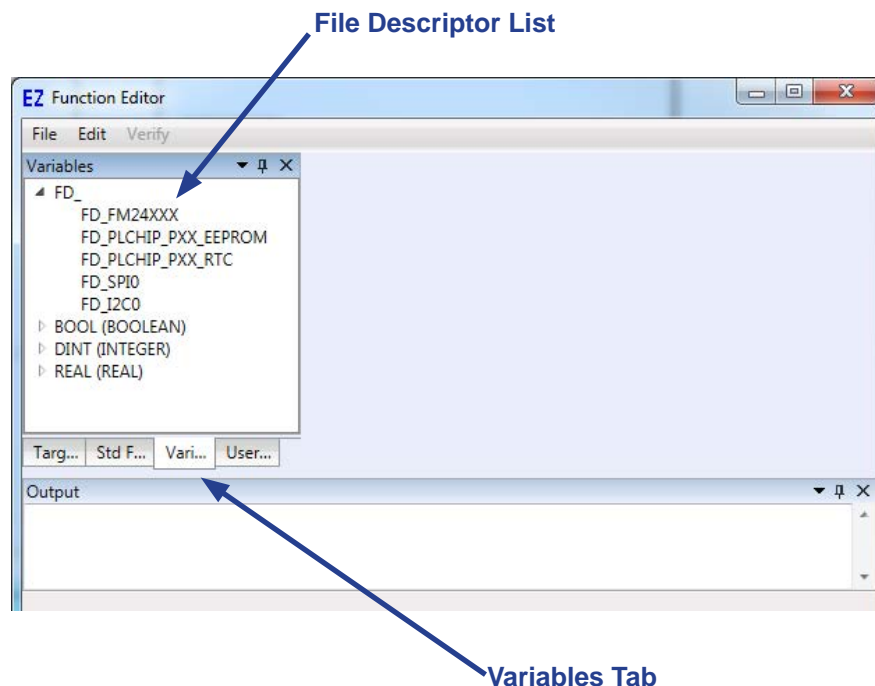 File Descriptor List
EZ Function Editor
File Edit Verify
Variables
FD_
FD_FM24XXX
FD_PLCHIP_PXX_EEPROM
FD_PLCHIP_PXX_RTC
FD_SPI0
FD_I2C0
BOOL (BOOLEAN)
DINT (INTEGER)
REAL (REAL)
Targ... Std F... Vari... User...
Output
Variables Tab